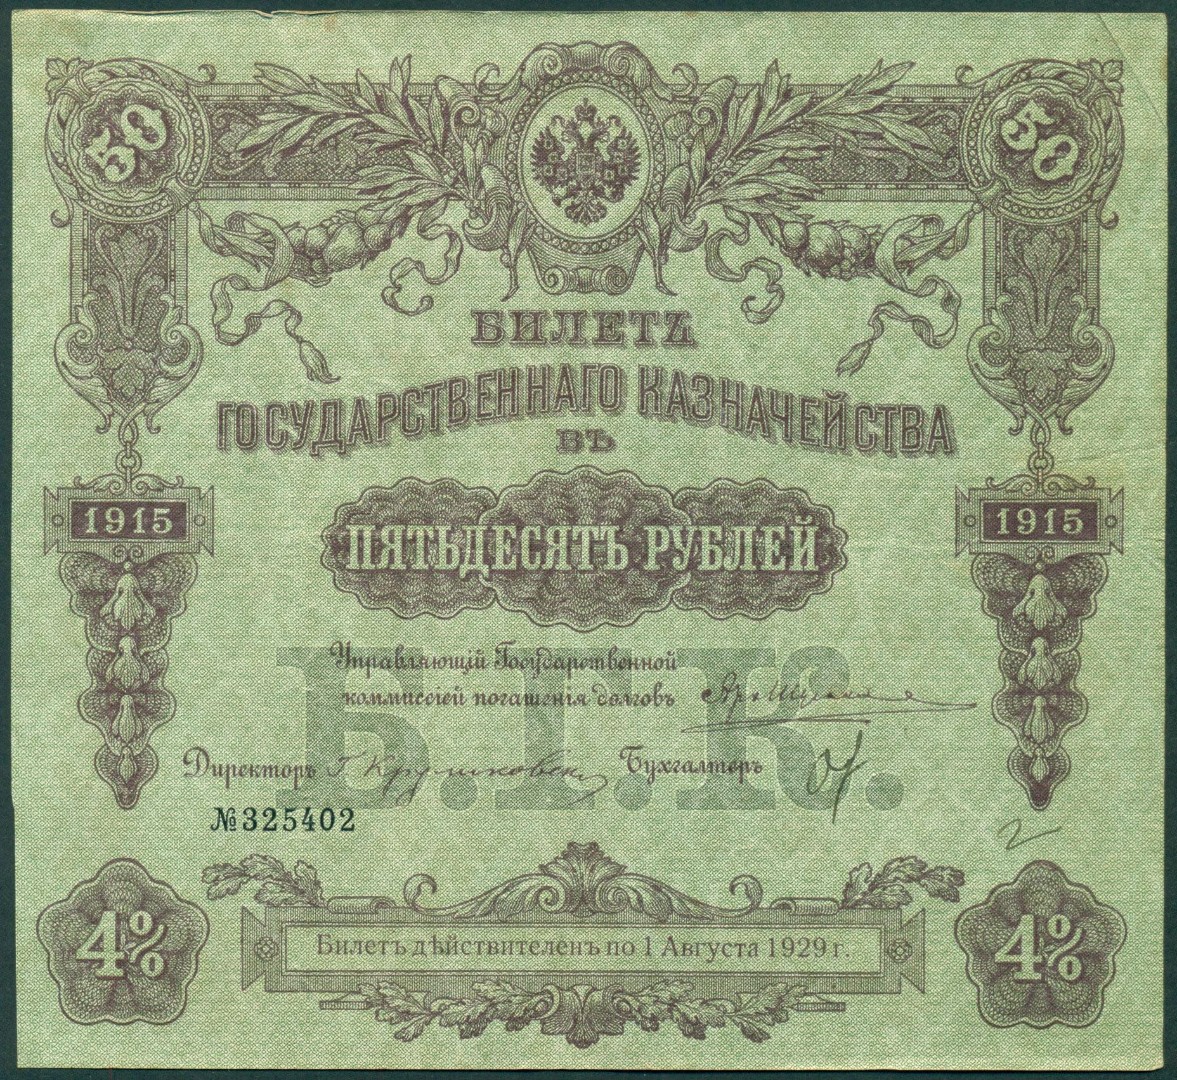 50 50
БИЛЕТЪ
ГОСУДАРСТВЕННАГО КАЗНАЧЕЙСТВА
ВЪ
1915 1915
ПЯТЬДЕСЯТЪ РУБЛЕЙ
Управляющій Государственной
коммиссіей погашенія долговъ
Директоръ Бухгалтеръ
Б.Г.К.
№325402
4% 4%
Билетъ дѣйствителенъ по 1 Августа 1929 г.